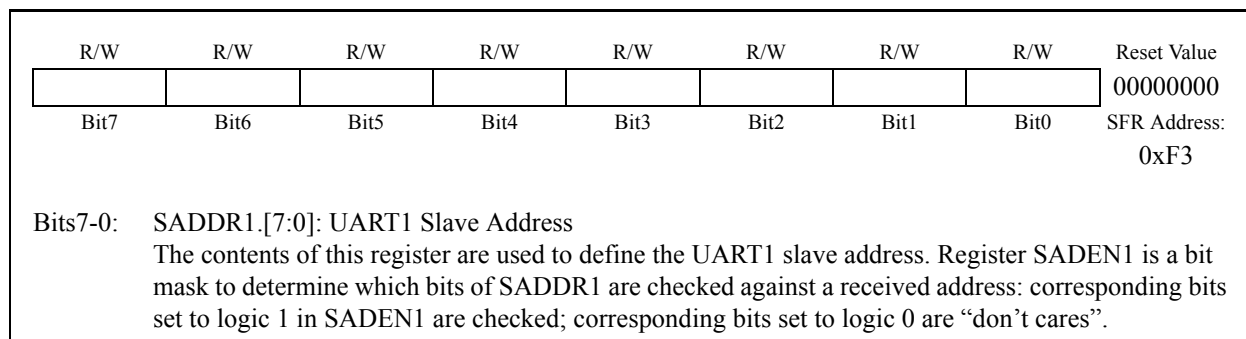 R/W R/W R/W R/W R/W R/W R/W R/W Reset Value
00000000
Bit7 Bit6 Bit5 Bit4 Bit3 Bit2 Bit1 Bit0 SFR Address:
0xF3
Bits7-0: SADDR1.[7:0]: UART1 Slave Address
The contents of this register are used to define the UART1 slave address. Register SADEN1 is a bit
mask to determine which bits of SADDR1 are checked against a received address: corresponding bits
set to logic 1 in SADEN1 are checked; corresponding bits set to logic 0 are “don’t cares”.